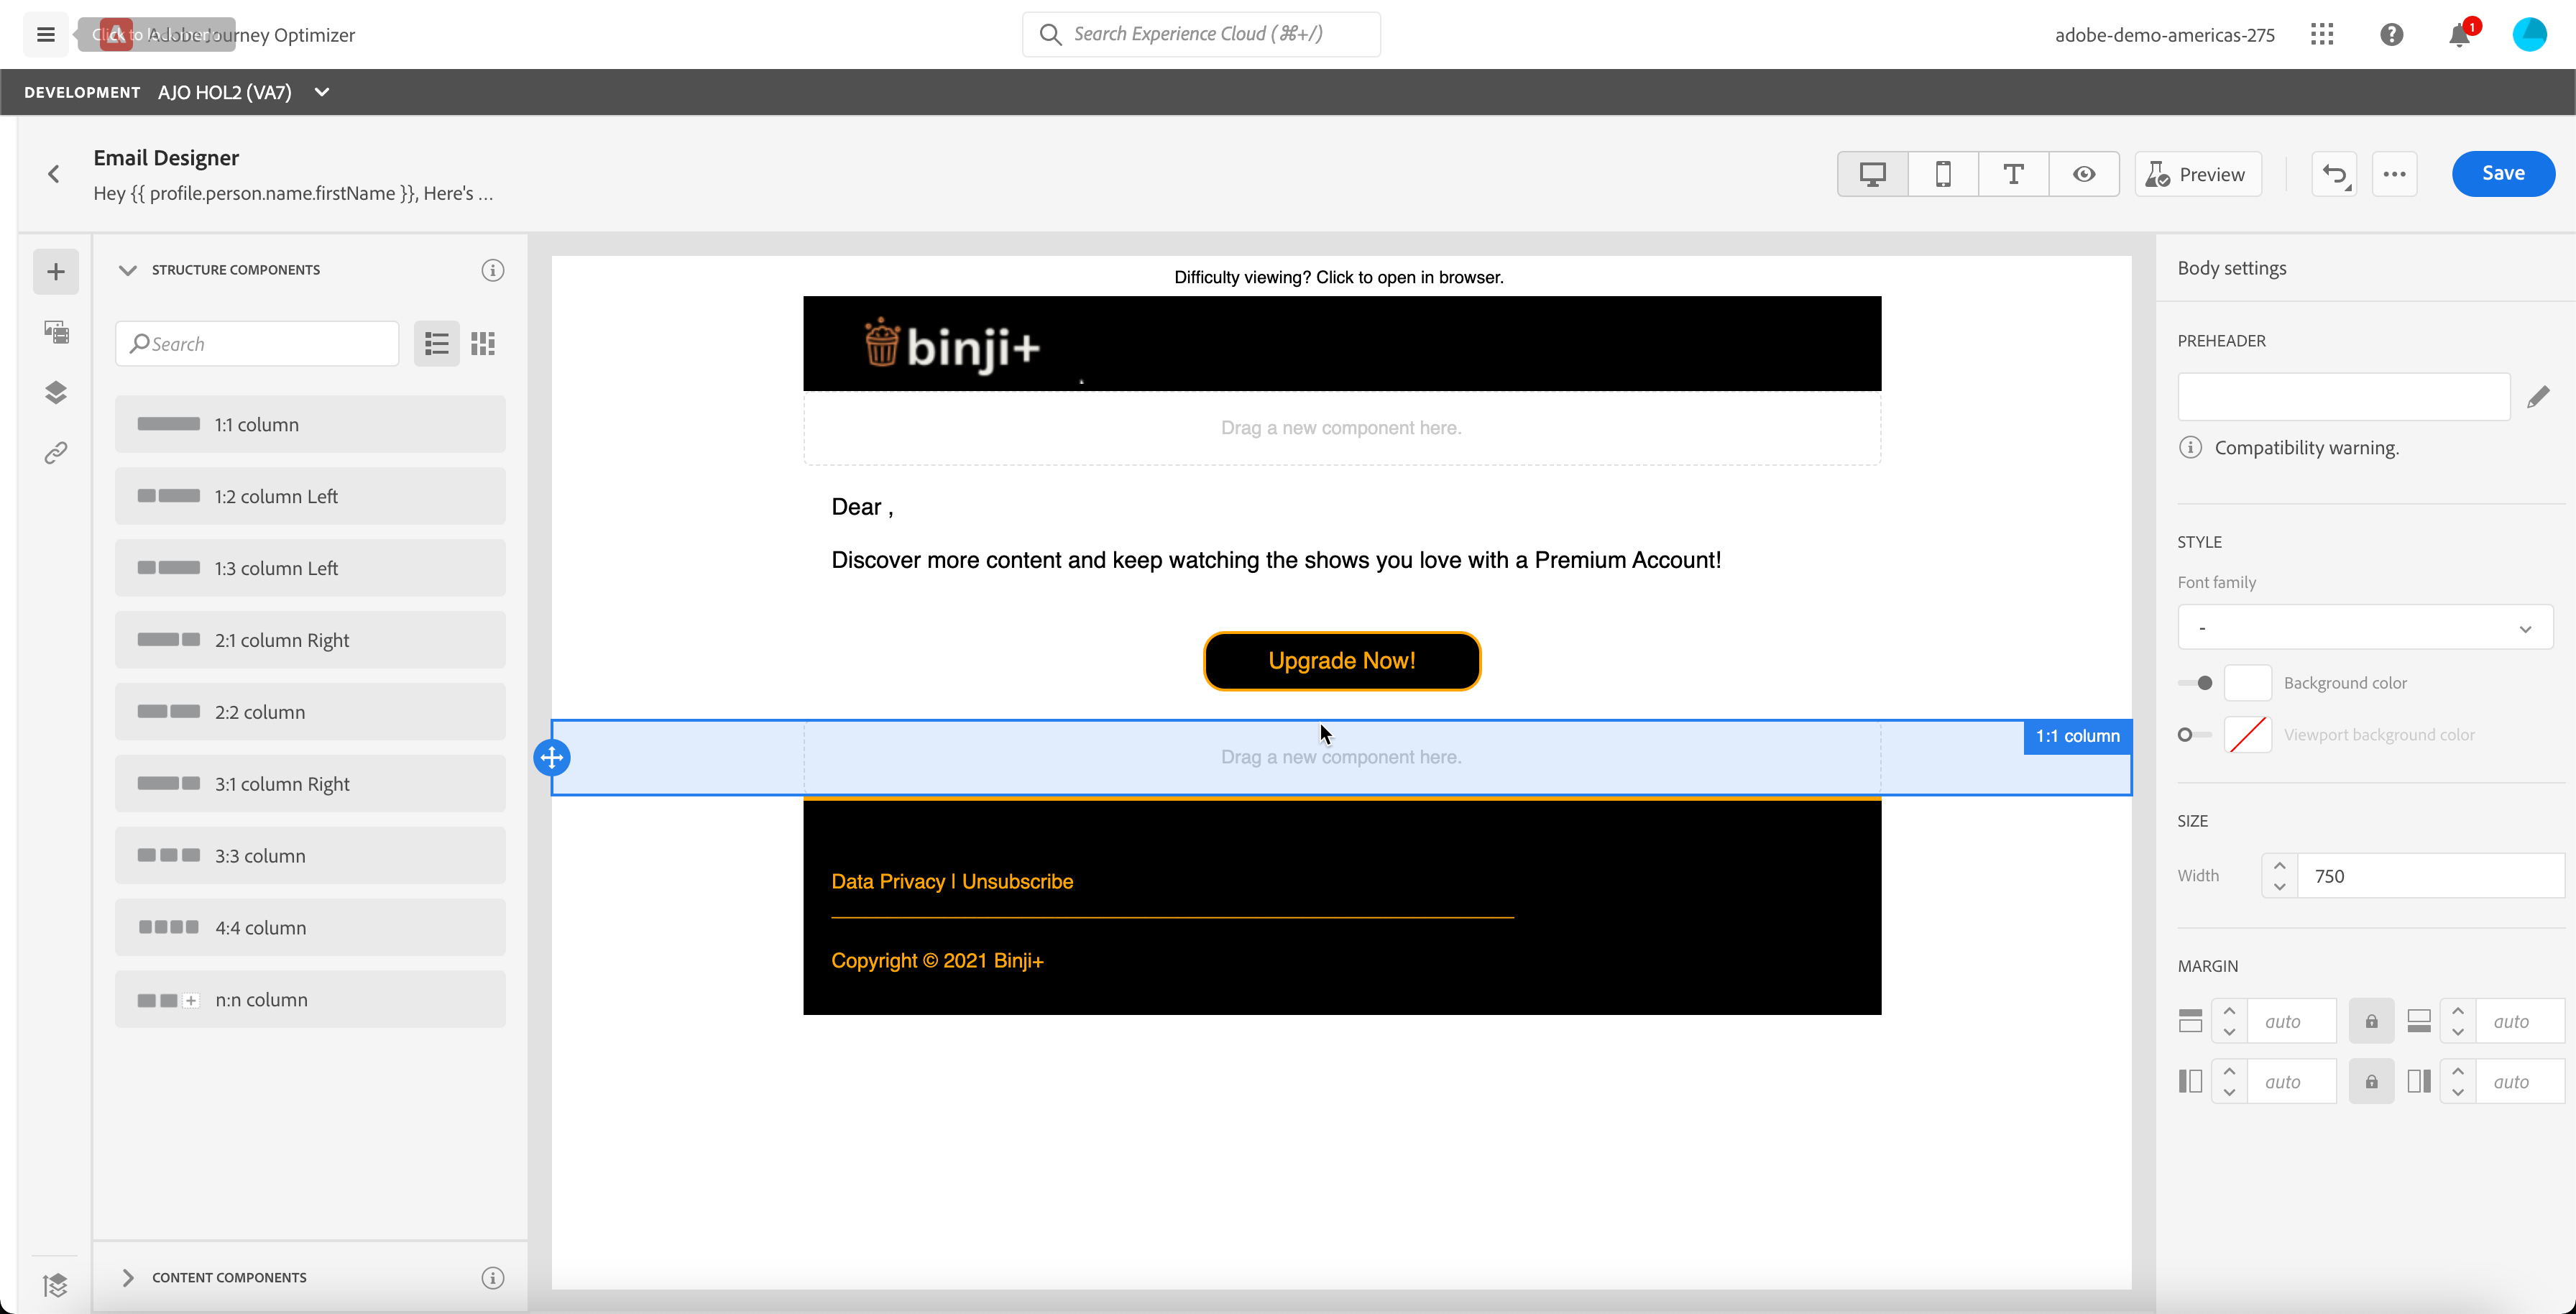 Adobe Journey Optimizer
Search Experience Cloud (⌘+/)
adobe-demo-americas-275
1
DEVELOPMENT AJO HOL2 (VA7)
Email Designer
Hey {{ profile.person.name.firstName }}, Here's ...
Preview
Save
STRUCTURE COMPONENTS
Search
1:1 column
1:2 column Left
1:3 column Left
2:1 column Right
2:2 column
3:1 column Right
3:3 column
4:4 column
n:n column
CONTENT COMPONENTS
Difficulty viewing? Click to open in browser.
binji+
Drag a new component here.
Dear ,
Discover more content and keep watching the shows you love with a Premium Account!
Upgrade Now!
1:1 column
Drag a new component here.
Data Privacy | Unsubscribe
Copyright © 2021 Binji+
Body settings
PREHEADER
Compatibility warning.
STYLE
Font family
-
Background color
Viewport background color
SIZE
Width 750
MARGIN
auto auto
auto auto